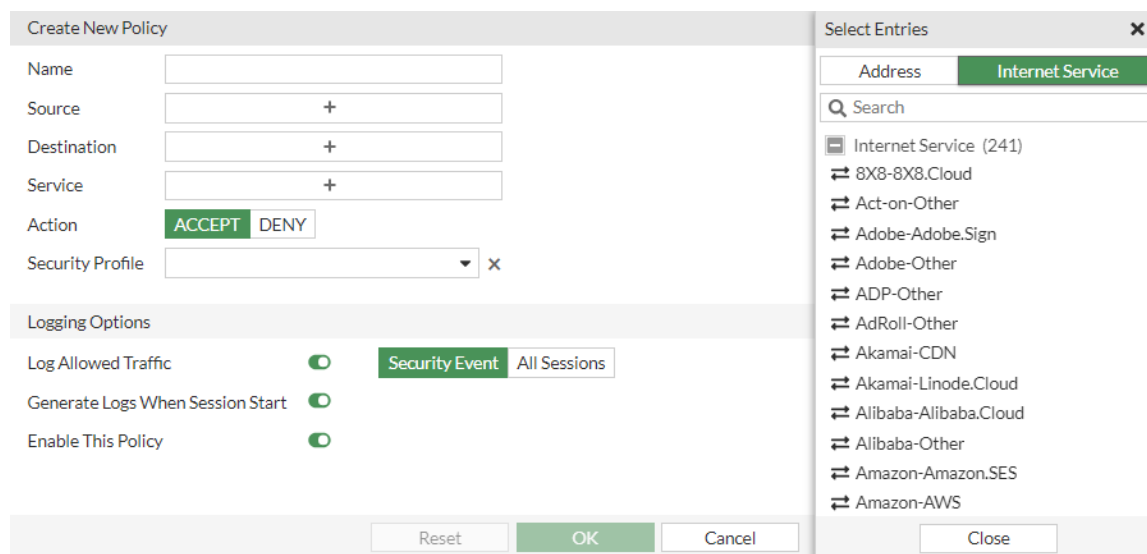 Create New Policy
Name
Source
+
Destination
+
Service
+
Action
ACCEPT DENY
Security Profile
Logging Options
Log Allowed Traffic
Security Event All Sessions
Generate Logs When Session Start
Enable This Policy
Reset OK Cancel
Select Entries
Address Internet Service
Search
Internet Service (241)
8X8-8X8.Cloud
Act-on-Other
Adobe-Adobe.Sign
Adobe-Other
ADP-Other
AdRoll-Other
Akamai-CDN
Akamai-Linode.Cloud
Alibaba-Alibaba.Cloud
Alibaba-Other
Amazon-Amazon.SES
Amazon-AWS
Close